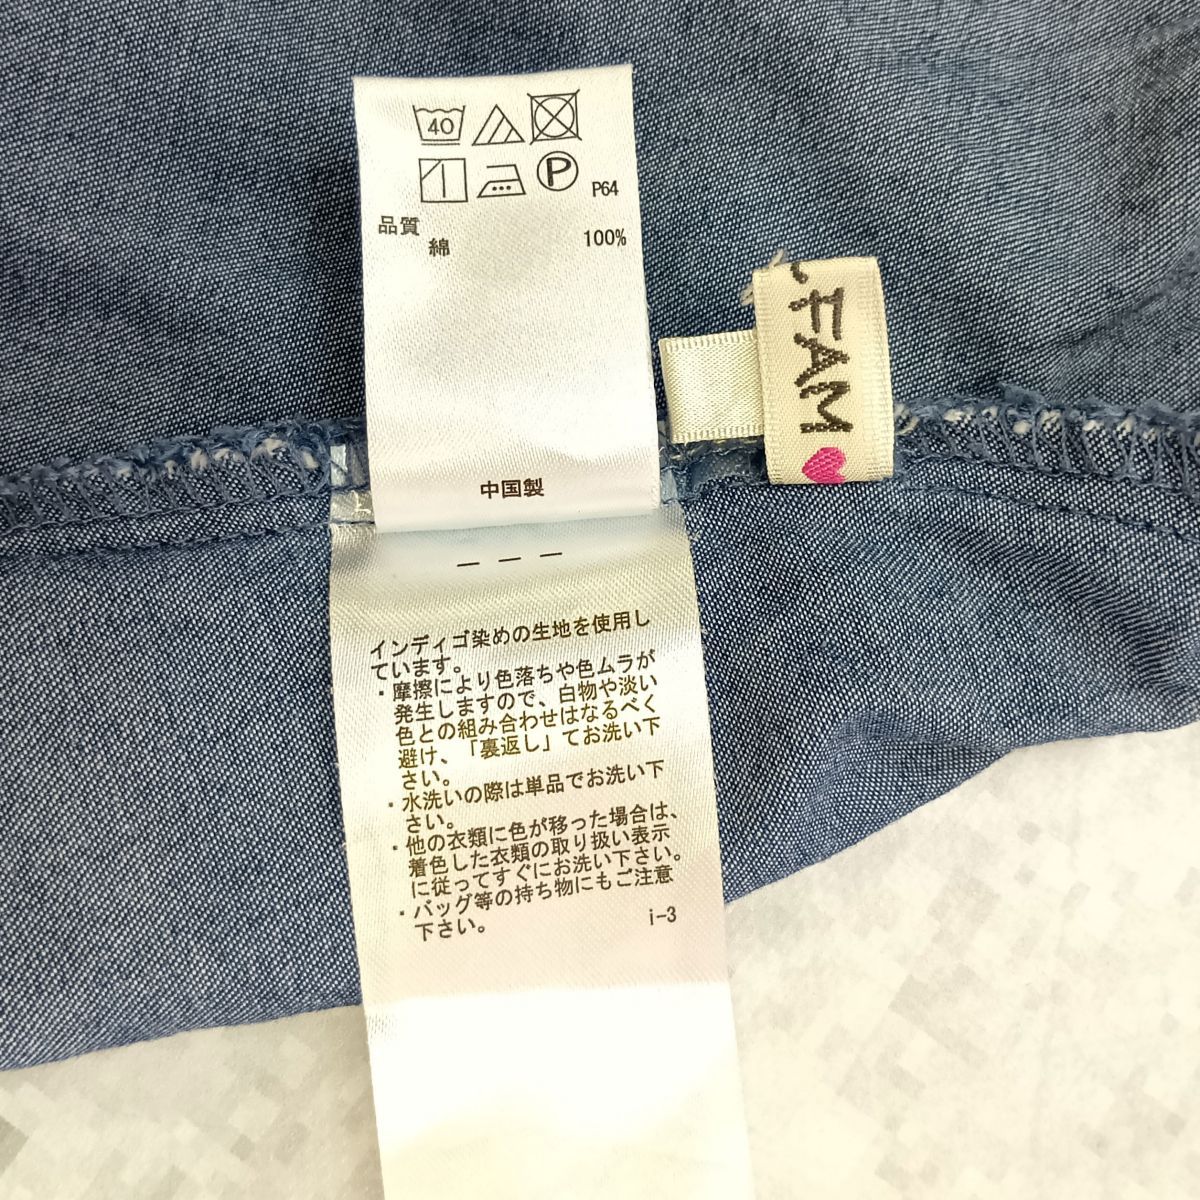 40
P
P64
品質
綿 100%
FAM
中国製
― ― ―
インディゴ染めの生地を使用し
ています。
・摩擦により色落ちや色ムラが
発生しますので、白物や淡い
色との組み合わせはなるべく
避け、「裏返し」てお洗い下
さい。
・水洗いの際は単品でお洗い下
さい。
・他の衣類に色が移った場合は、
着色した衣類の取り扱い表示
に従ってすぐにお洗い下さい。
・バッグ等の持ち物にもご注意
下さい。 i-3